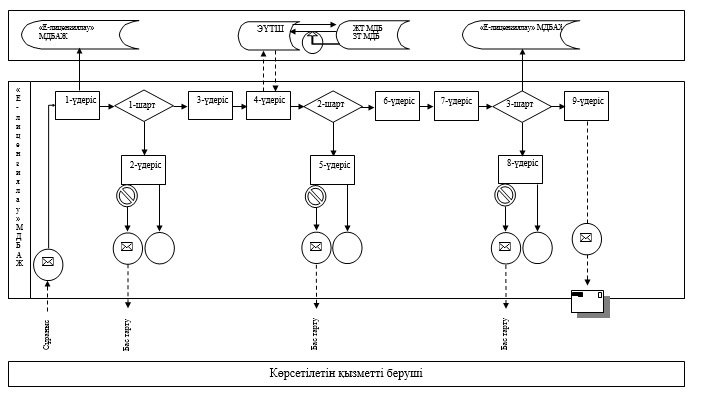 «Е-лицензиялау»
МДБАЖ
ЭҮТШ
ЖТ МДБ
ЗТ МДБ
«Е-лицензиялау» МДБАЖ
«Е-лицензиялау» МДБАЖ
1-үдеріс
1-шарт
3-үдеріс
4-үдеріс
2-шарт
6-үдеріс
7-үдеріс
3-шарт
9-үдеріс
2-үдеріс
5-үдеріс
8-үдеріс
Сұраныс
Бас тарту
Бас тарту
Бас тарту
Көрсетілетін қызметті беруші